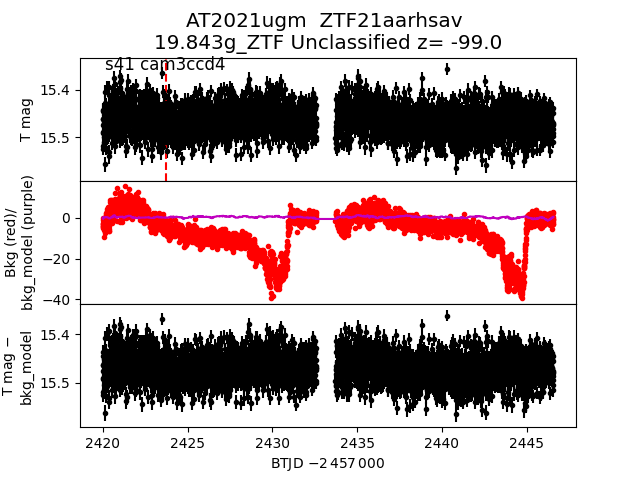 AT2021ugm  ZTF21aarhsav
19.843g_ZTF Unclassified z= -99.0
s41 cam3ccd4
15.4
15.5
T mag
0
−20
−40
Bkg (red)/
bkg_model (purple)
15.4
15.5
T mag −
bkg_model
2420
2425
2430
2435
2440
2445
BTJD −2 457 000